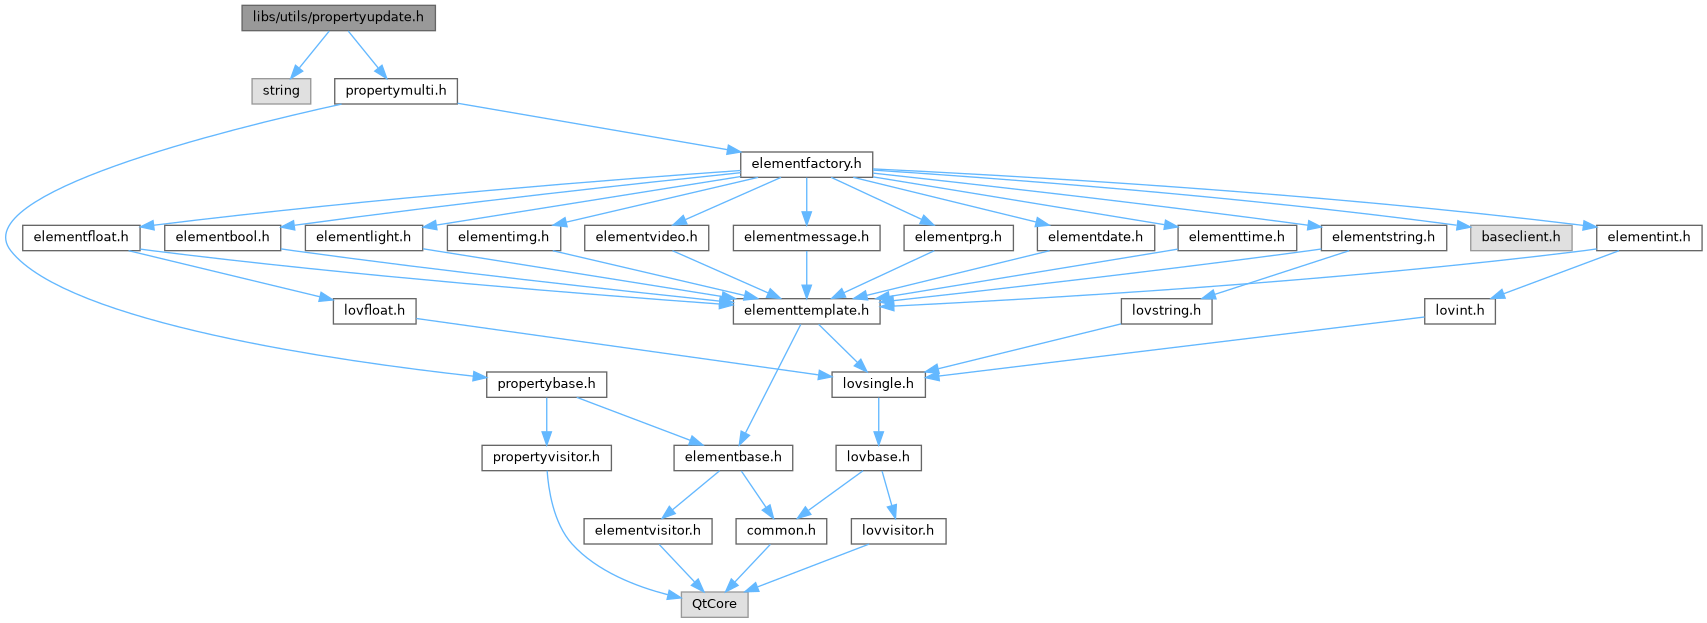 libs/utils/propertyupdate.h
string
propertymulti.h
elementfactory.h
elementfloat.h
elementbool.h
elementlight.h
elementimg.h
elementvideo.h
elementmessage.h
elementprg.h
elementdate.h
elementtime.h
elementstring.h
baseclient.h
elementint.h
lovfloat.h
elementtemplate.h
lovstring.h
lovint.h
propertybase.h
lovsingle.h
propertyvisitor.h
elementbase.h
lovbase.h
elementvisitor.h
common.h
lovvisitor.h
QtCore